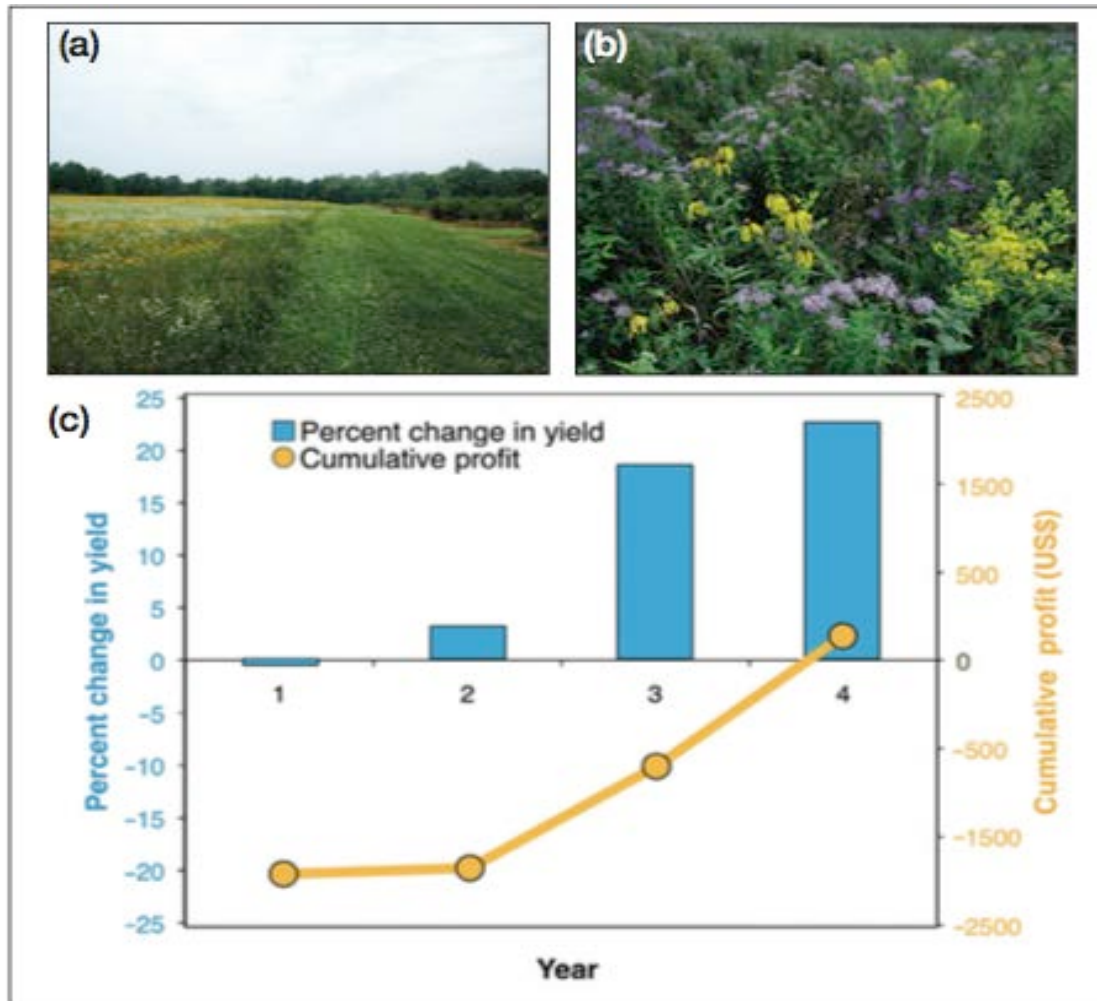 (a)
(b)
(c)
Percent change in yield
Cumulative profit
25
20
15
10
5
0
-5
-10
-15
-20
-25
Percent change in yield
2500
1500
500
0
-500
-1500
-2500
Cumulative profit (US$)
1
2
3
4
Year